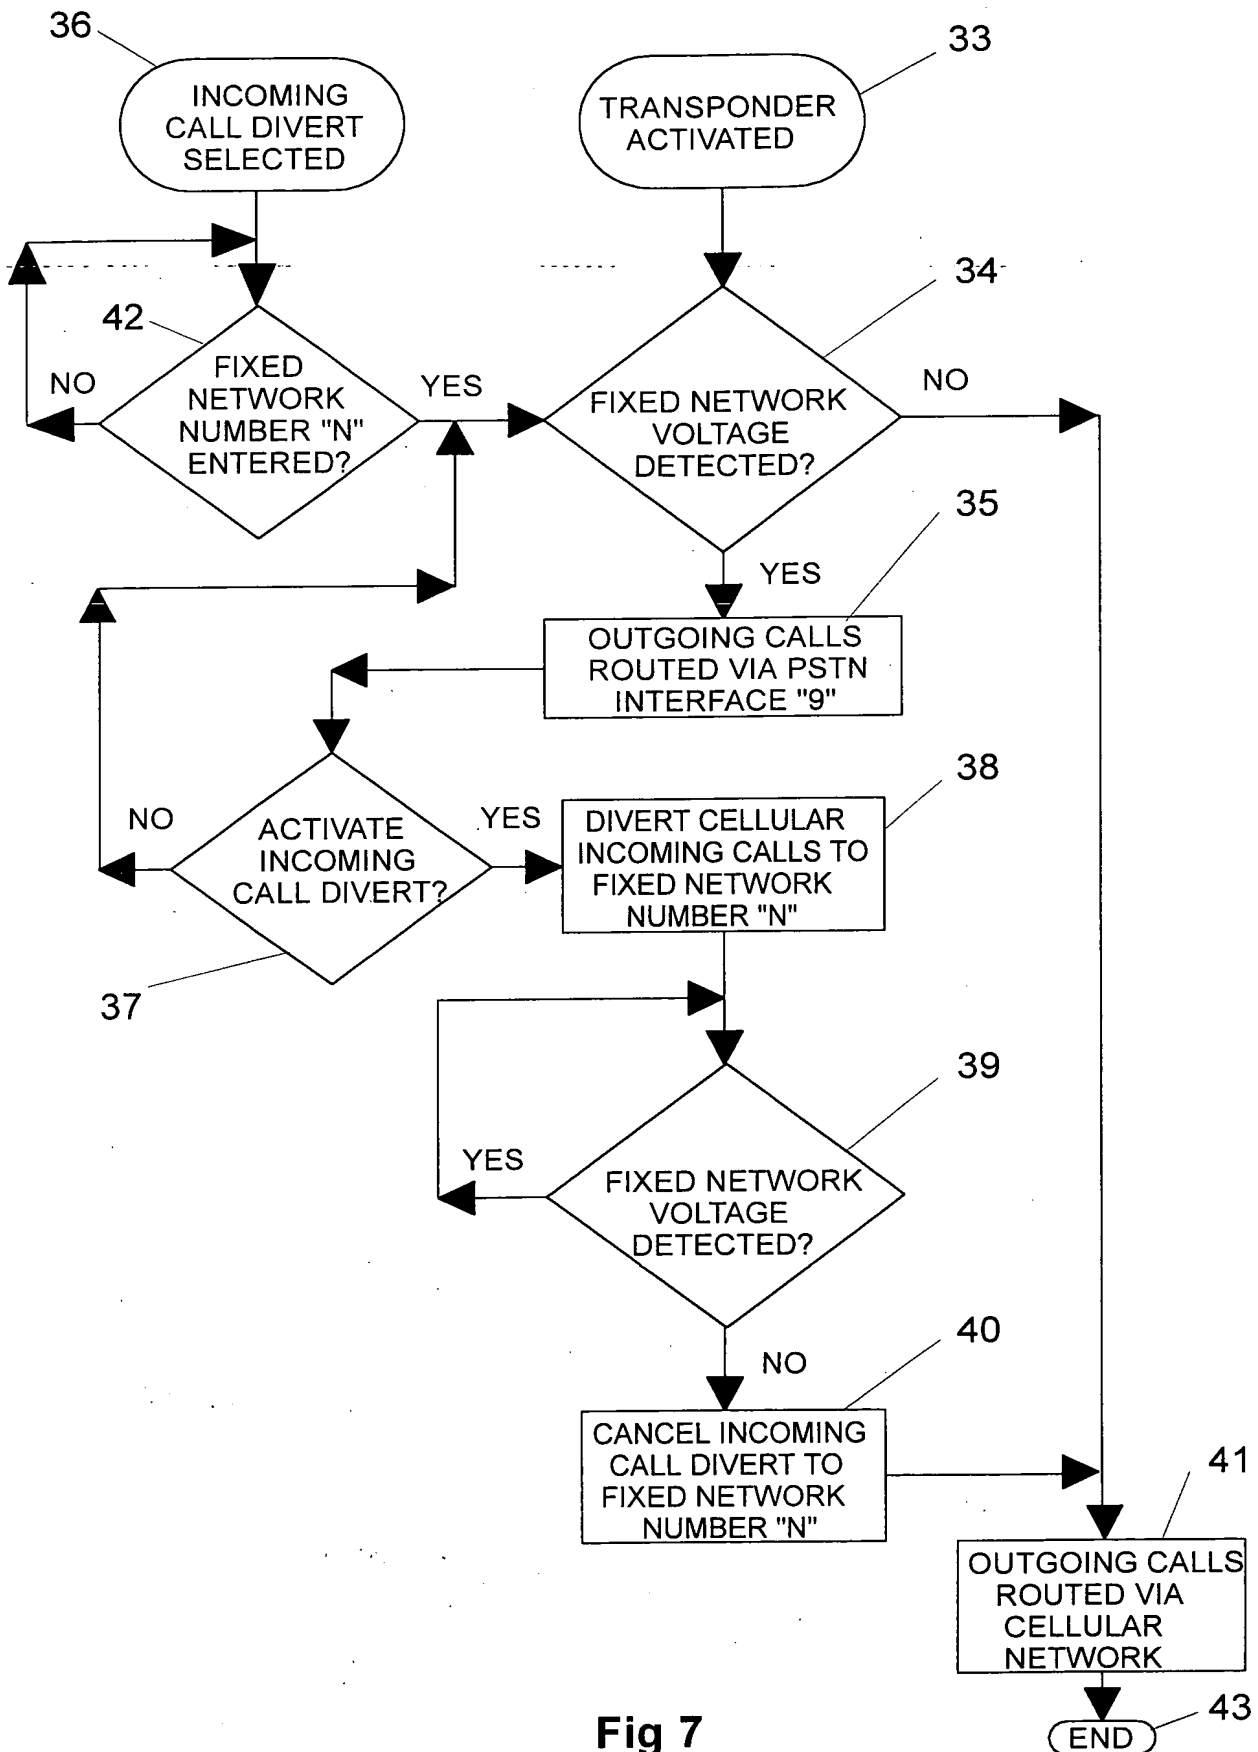 36
INCOMING
CALL DIVERT
SELECTED
33
TRANSPONDER
ACTIVATED
42
FIXED
NETWORK
NUMBER "N"
ENTERED?
NO
YES
34
FIXED NETWORK
VOLTAGE
DETECTED?
NO
YES
35
OUTGOING CALLS
ROUTED VIA PSTN
INTERFACE "9"
37
ACTIVATE
INCOMING
CALL DIVERT?
NO
YES
38
DIVERT CELLULAR
INCOMING CALLS TO
FIXED NETWORK
NUMBER "N"
39
FIXED NETWORK
VOLTAGE
DETECTED?
YES
NO
40
CANCEL INCOMING
CALL DIVERT TO
FIXED NETWORK
NUMBER "N"
41
OUTGOING CALLS
ROUTED VIA
CELLULAR
NETWORK
43
END
Fig 7